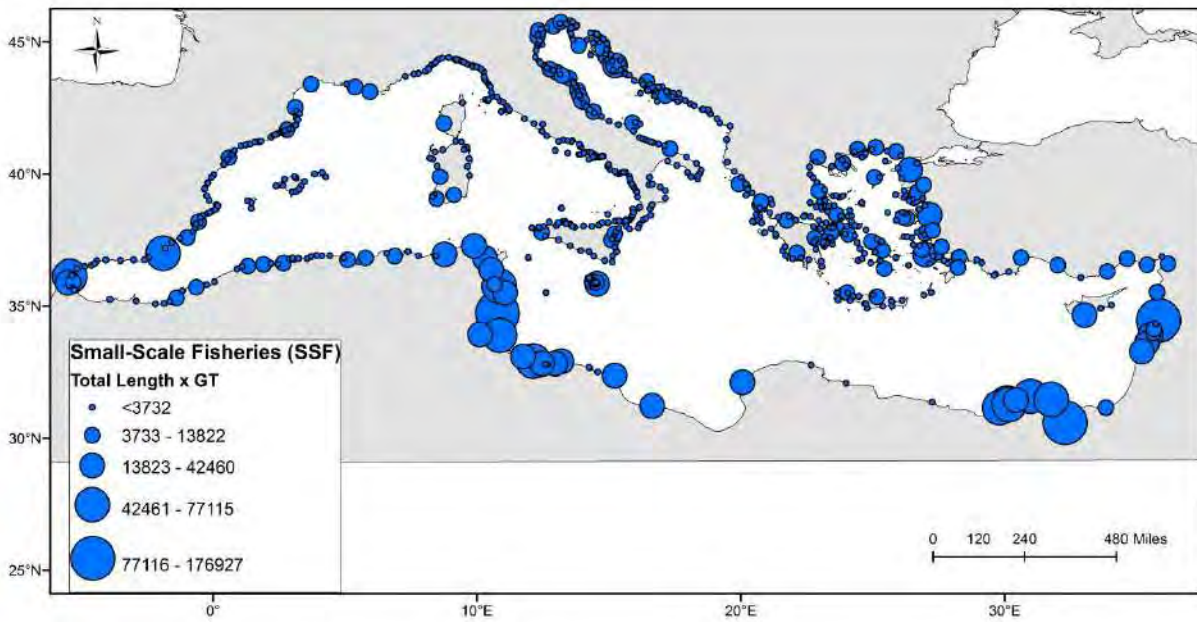 N
45°N
40°N
35°N
30°N
25°N
Small-Scale Fisheries (SSF)
Total Length x GT
<3732
3733 - 13822
13823 - 42460
42461 - 77115
77116 - 176927
0 120 240 480 Miles
0° 10°E 20°E 30°E